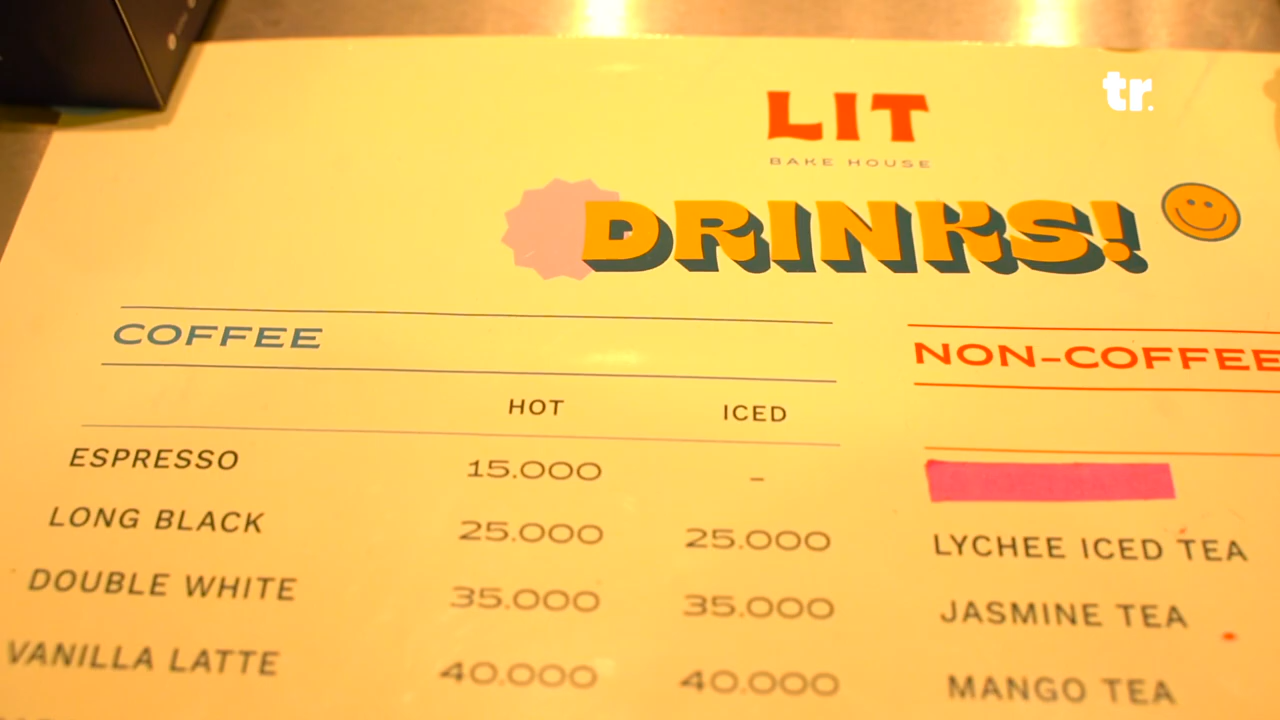 tr.
LIT
BAKE HOUSE
DRINKS!
COFFEE
HOT ICED
ESPRESSO 15.000 -
LONG BLACK 25.000 25.000
DOUBLE WHITE 35.000 35.000
VANILLA LATTE 40.000 40.000
NON-COFFEE
LYCHEE ICED TEA
JASMINE TEA
MANGO TEA